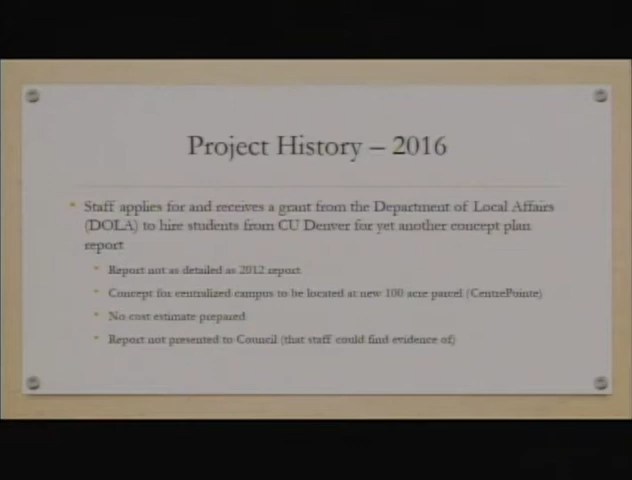 Project History – 2016
Staff applies for and receives a grant from the Department of Local Affairs
(DOLA) to hire students from CU Denver for yet another concept plan
report
Report not as detailed as 2012 report
Concept for centralized campus to be located at new 100 acre parcel (CentrePointe)
No cost estimate prepared
Report not presented to Council (that staff could find evidence of)